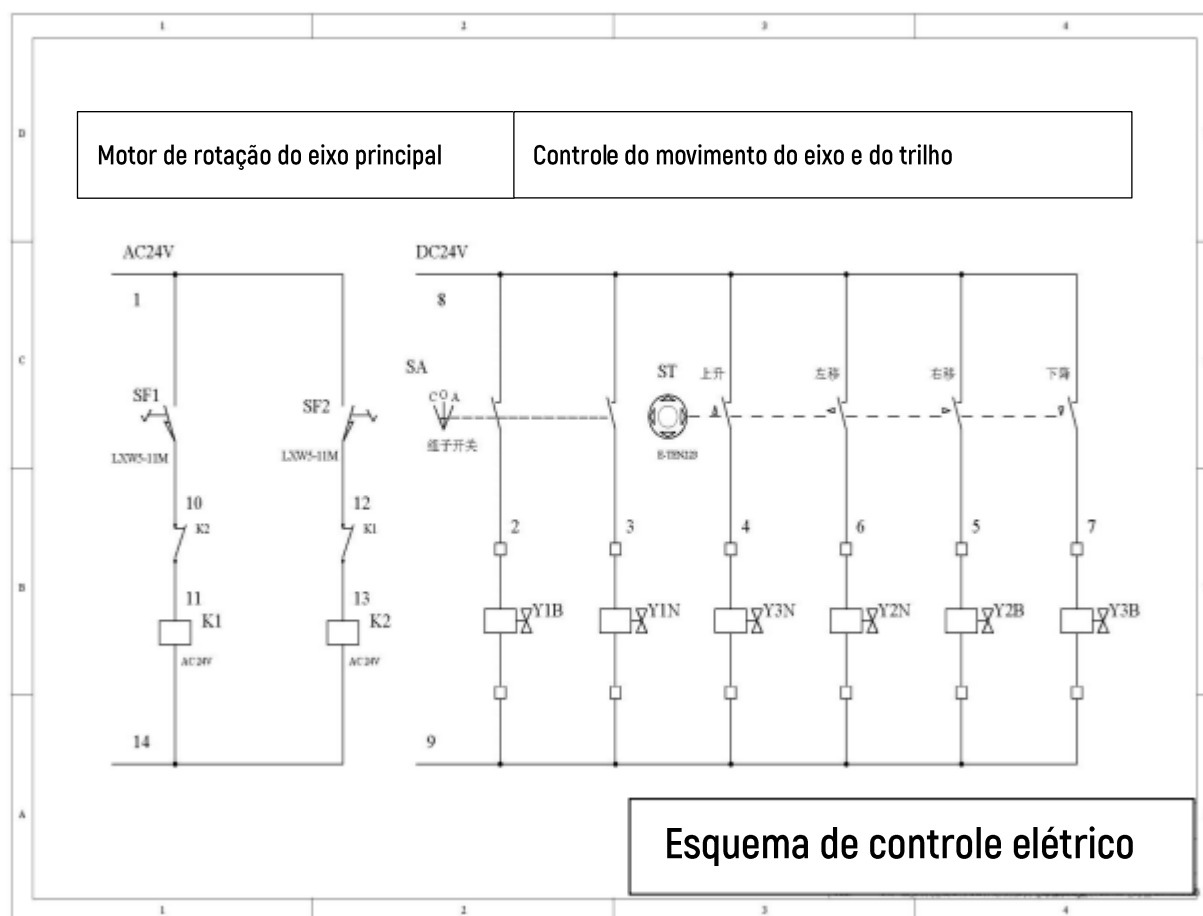 1 2 3 4
D
Motor de rotação do eixo principal
Controle do movimento do eixo e do trilho
AC24V
DC24V
1
8
C
SA
ST
上升
左移
右移
下降
SF1
SF2
C O A
LXW5-11M
LXW5-11M
开关
10
12
2
3
4
6
5
7
K2
K1
B
11
13
K1
K2
Y1B
Y1N
Y3N
Y2N
Y2B
Y3B
AC24V
AC24V
14
9
A
Esquema de controle elétrico
1 2 3 4